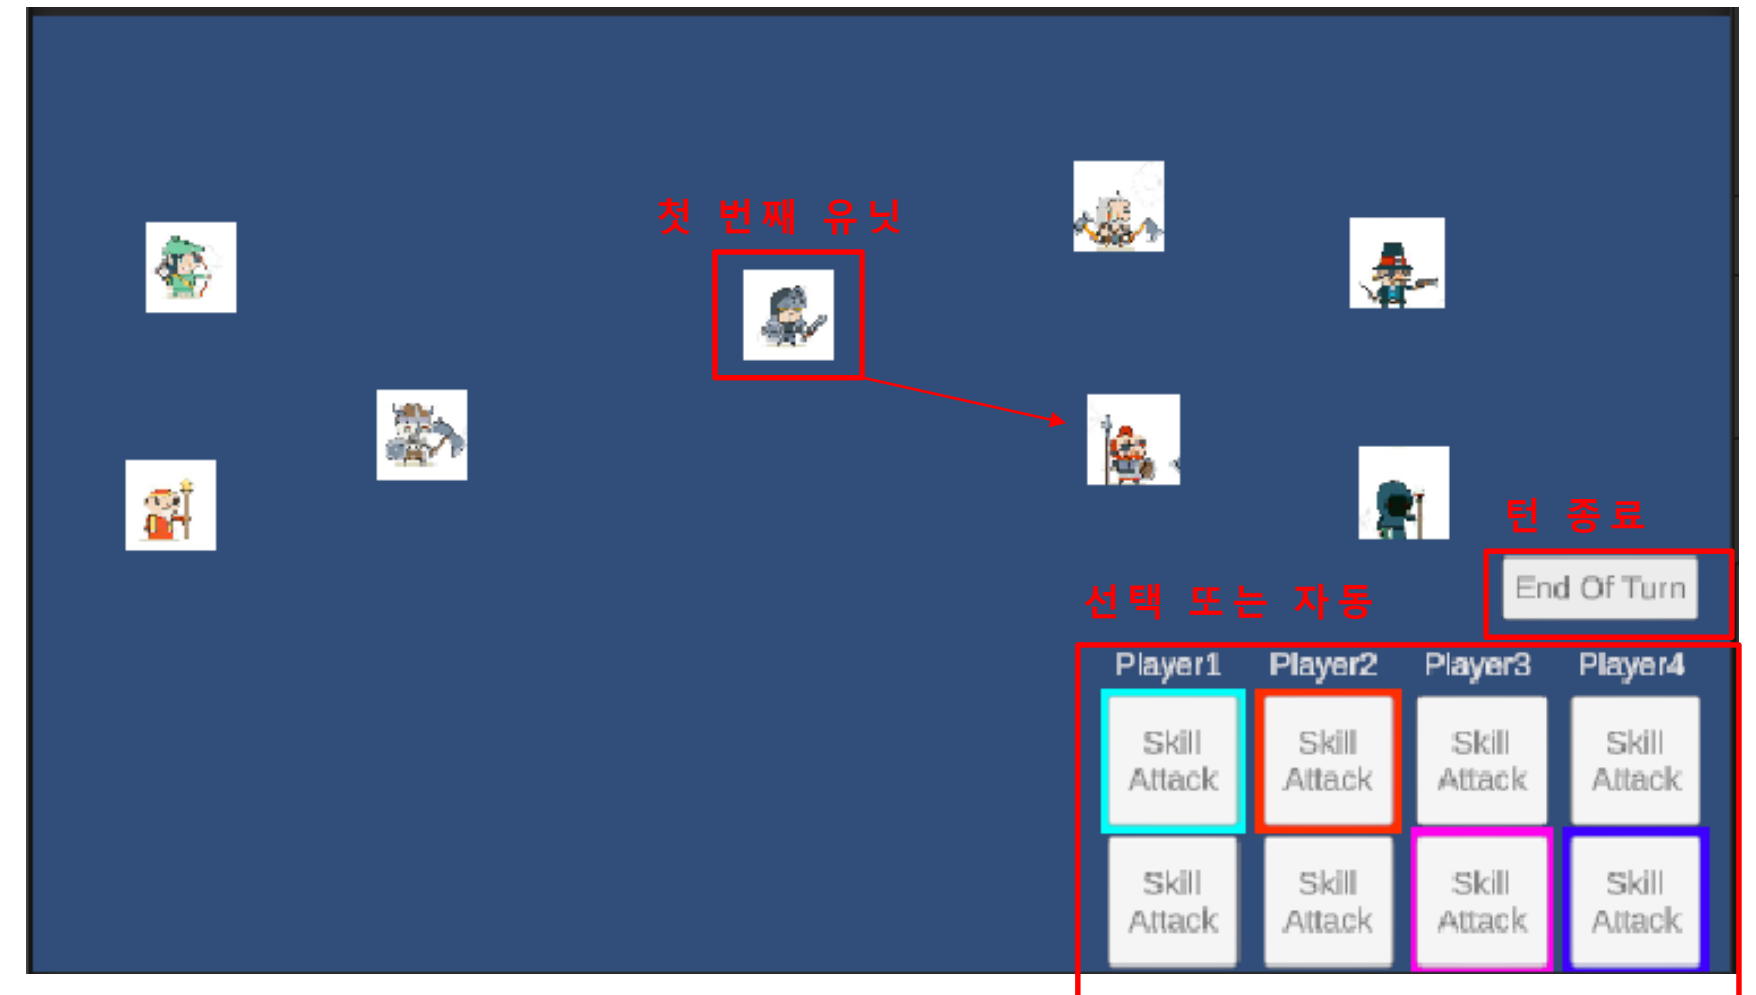 첫 번째 유닛
턴 종료
End Of Turn
선택 또는 자동
Player1 Player2 Player3 Player4
Skill Attack Skill Attack Skill Attack Skill Attack
Skill Attack Skill Attack Skill Attack Skill Attack